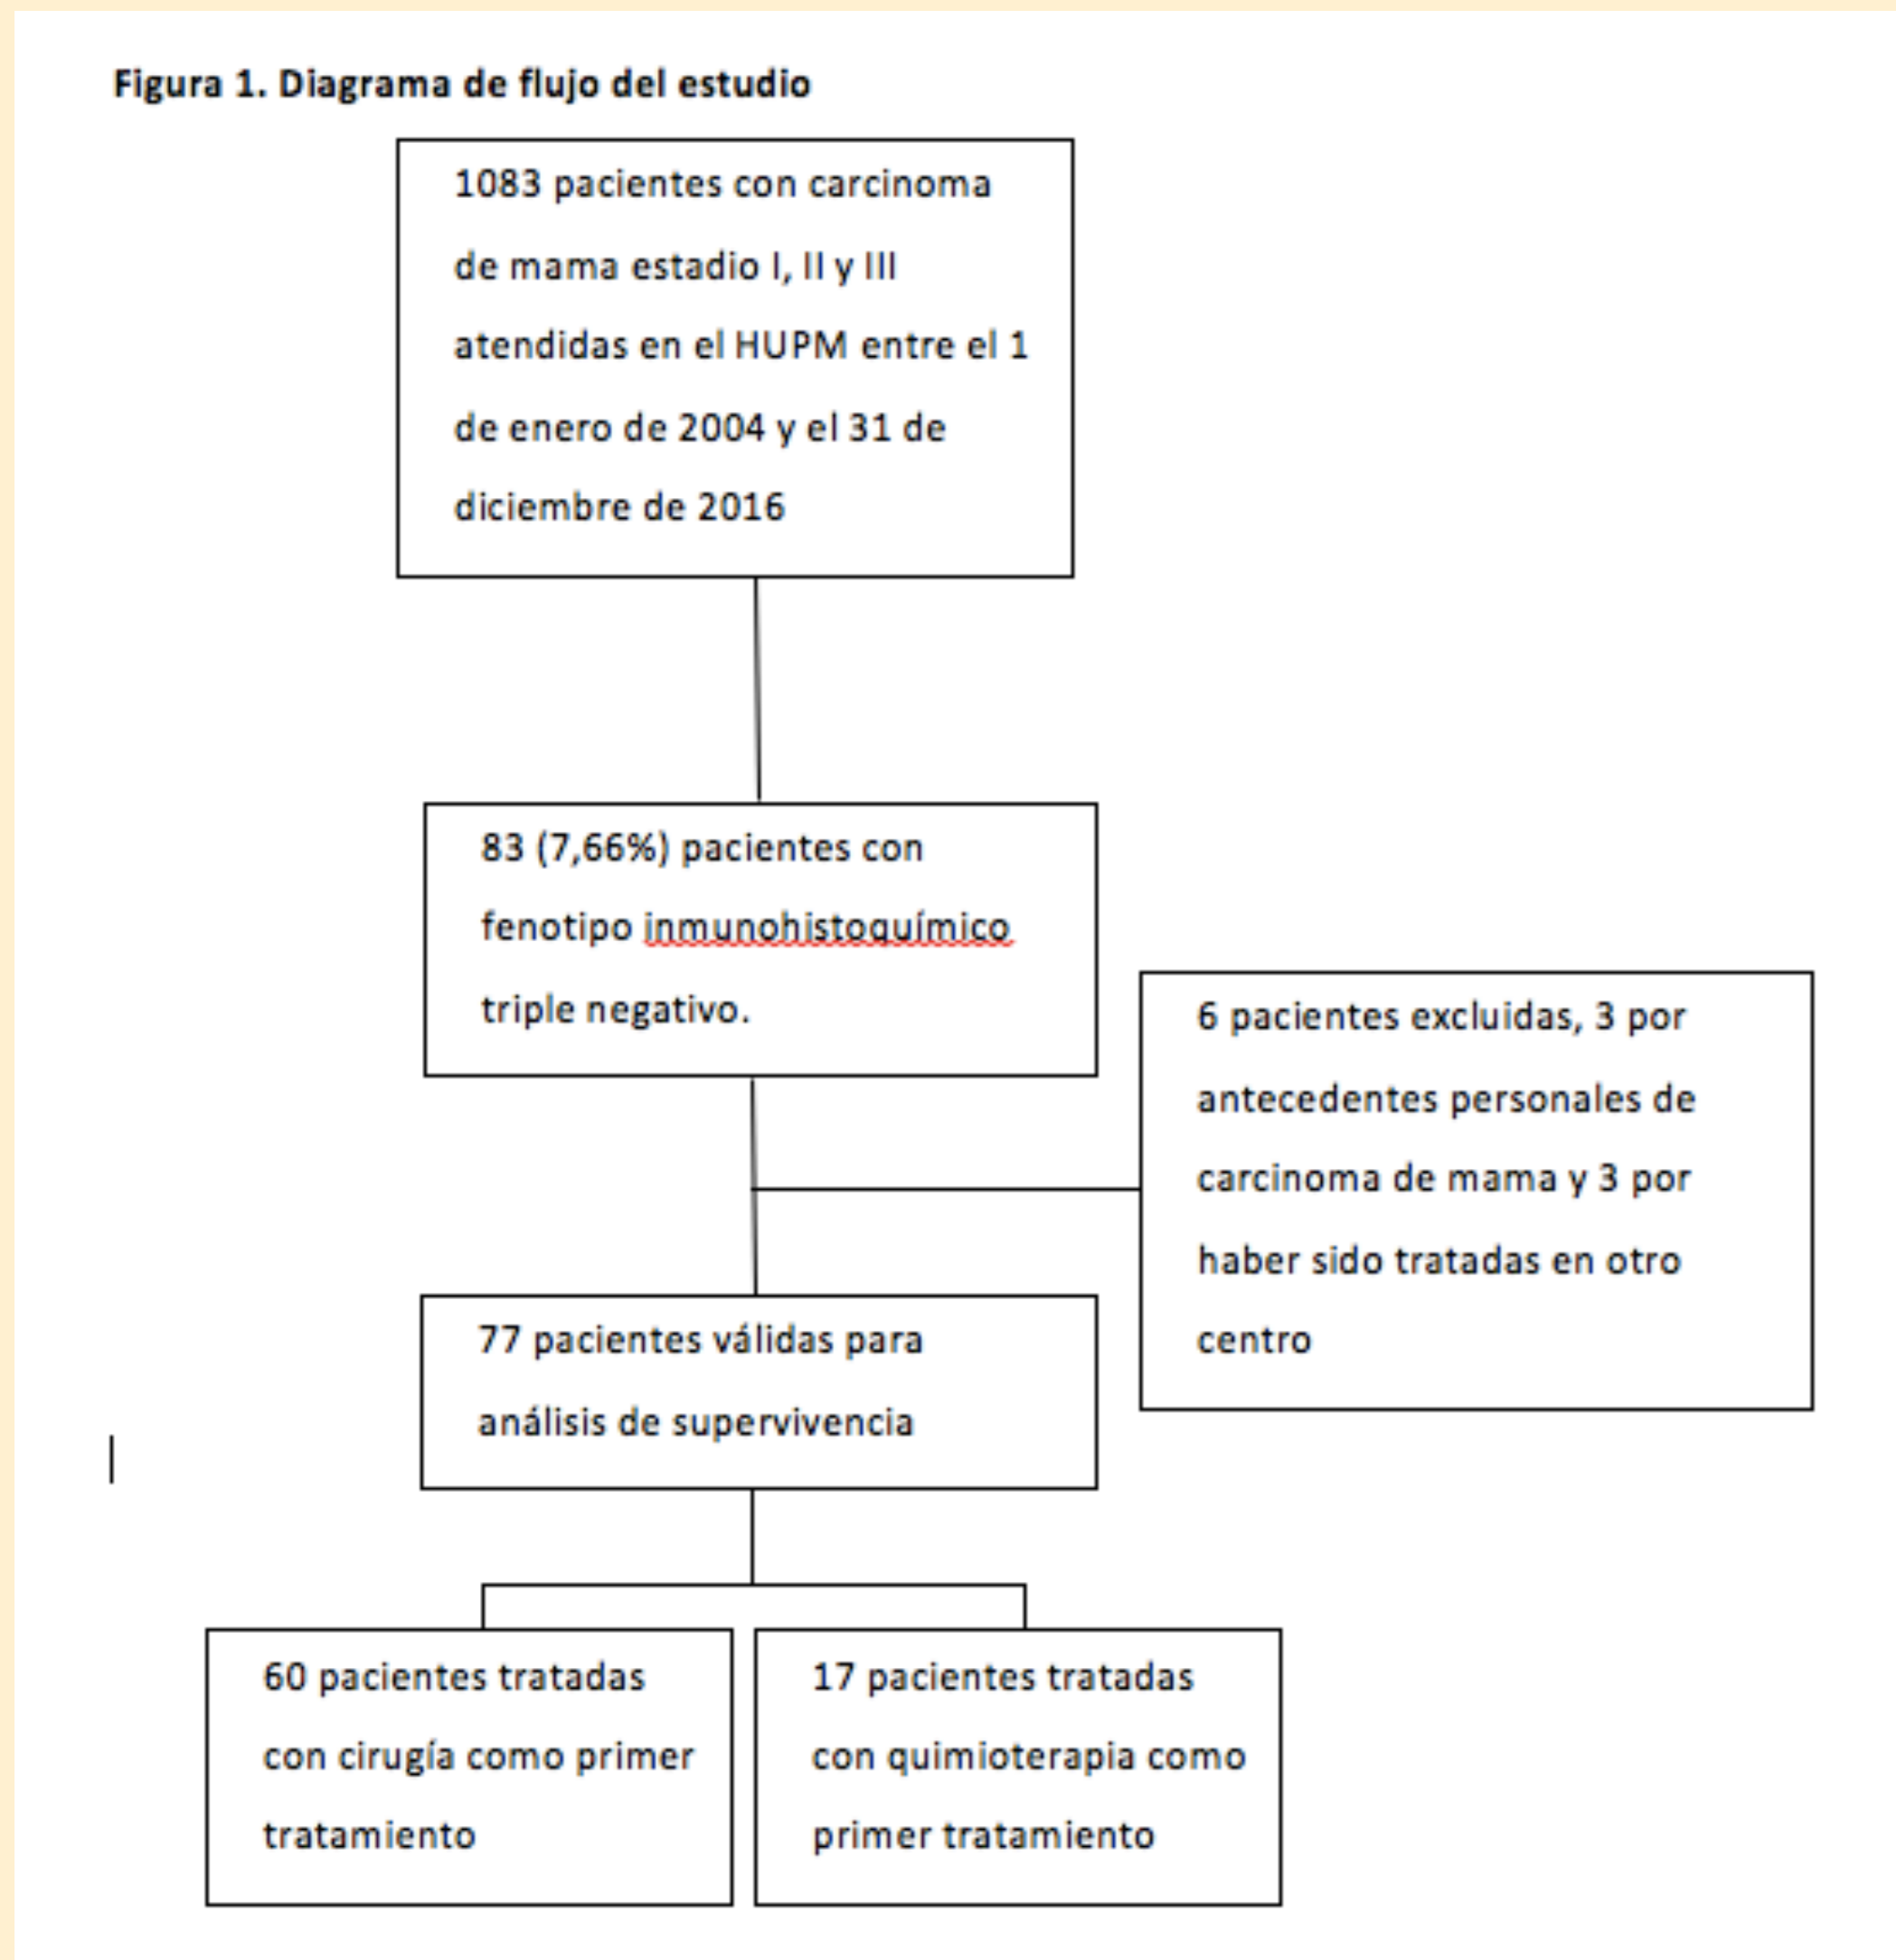 Figura 1. Diagrama de flujo del estudio
1083 pacientes con carcinoma
de mama estadio I, II y III
atendidas en el HUPM entre el 1
de enero de 2004 y el 31 de
diciembre de 2016
83 (7,66%) pacientes con
fenotipo inmunohistoquímico
triple negativo.
6 pacientes excluidas, 3 por
antecedentes personales de
carcinoma de mama y 3 por
haber sido tratadas en otro
centro
77 pacientes válidas para
análisis de supervivencia
60 pacientes tratadas
con cirugía como primer
tratamiento
17 pacientes tratadas
con quimioterapia como
primer tratamiento